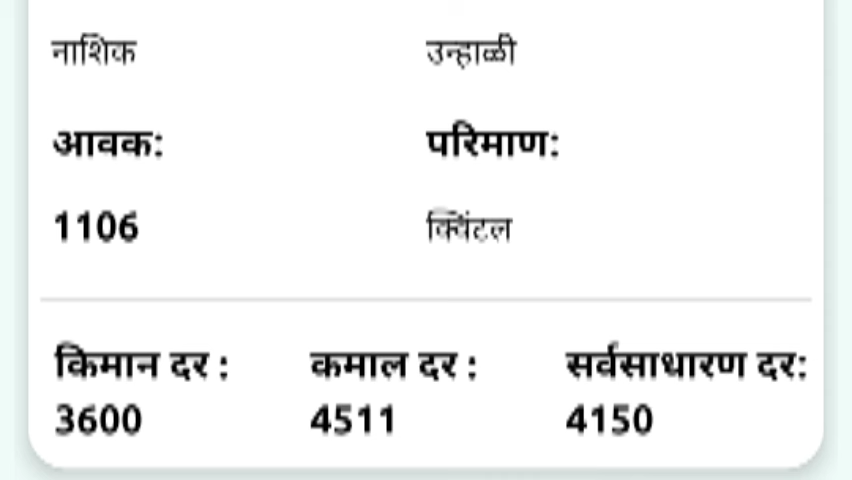 नाशिक उन्हाळी
आवक: परिमाण:
1106 क्विंटल
किमान दर : कमाल दर : सर्वसाधारण दर:
3600 4511 4150